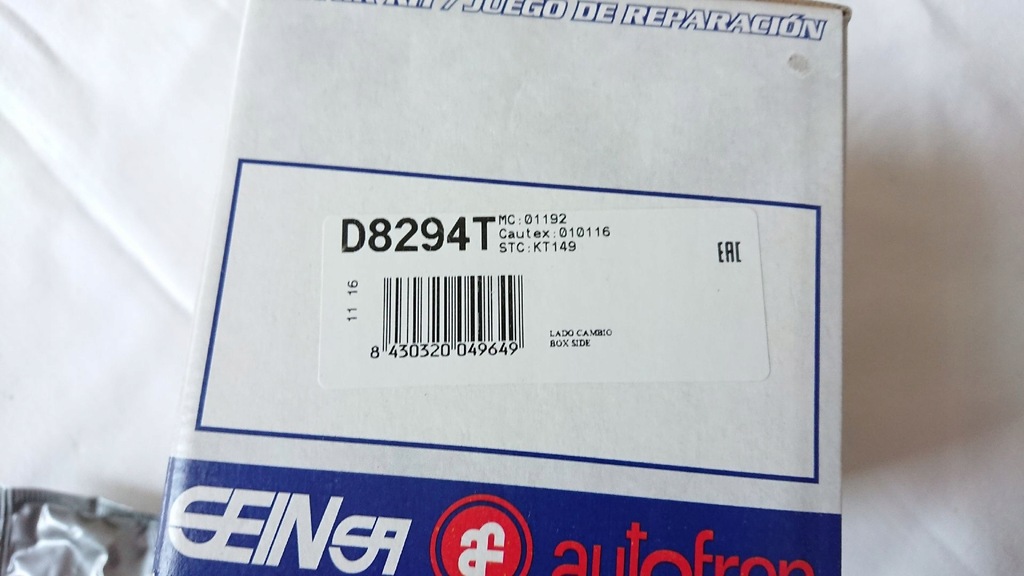 KIT / JUEGO DE REPARACIÓN
D8294T
MC:01192
Cautex:010116
STC:KT149
EAC
11 16
8 430320 049649
LADO CAMBIO
BOX SIDE
SEINSA
autofren